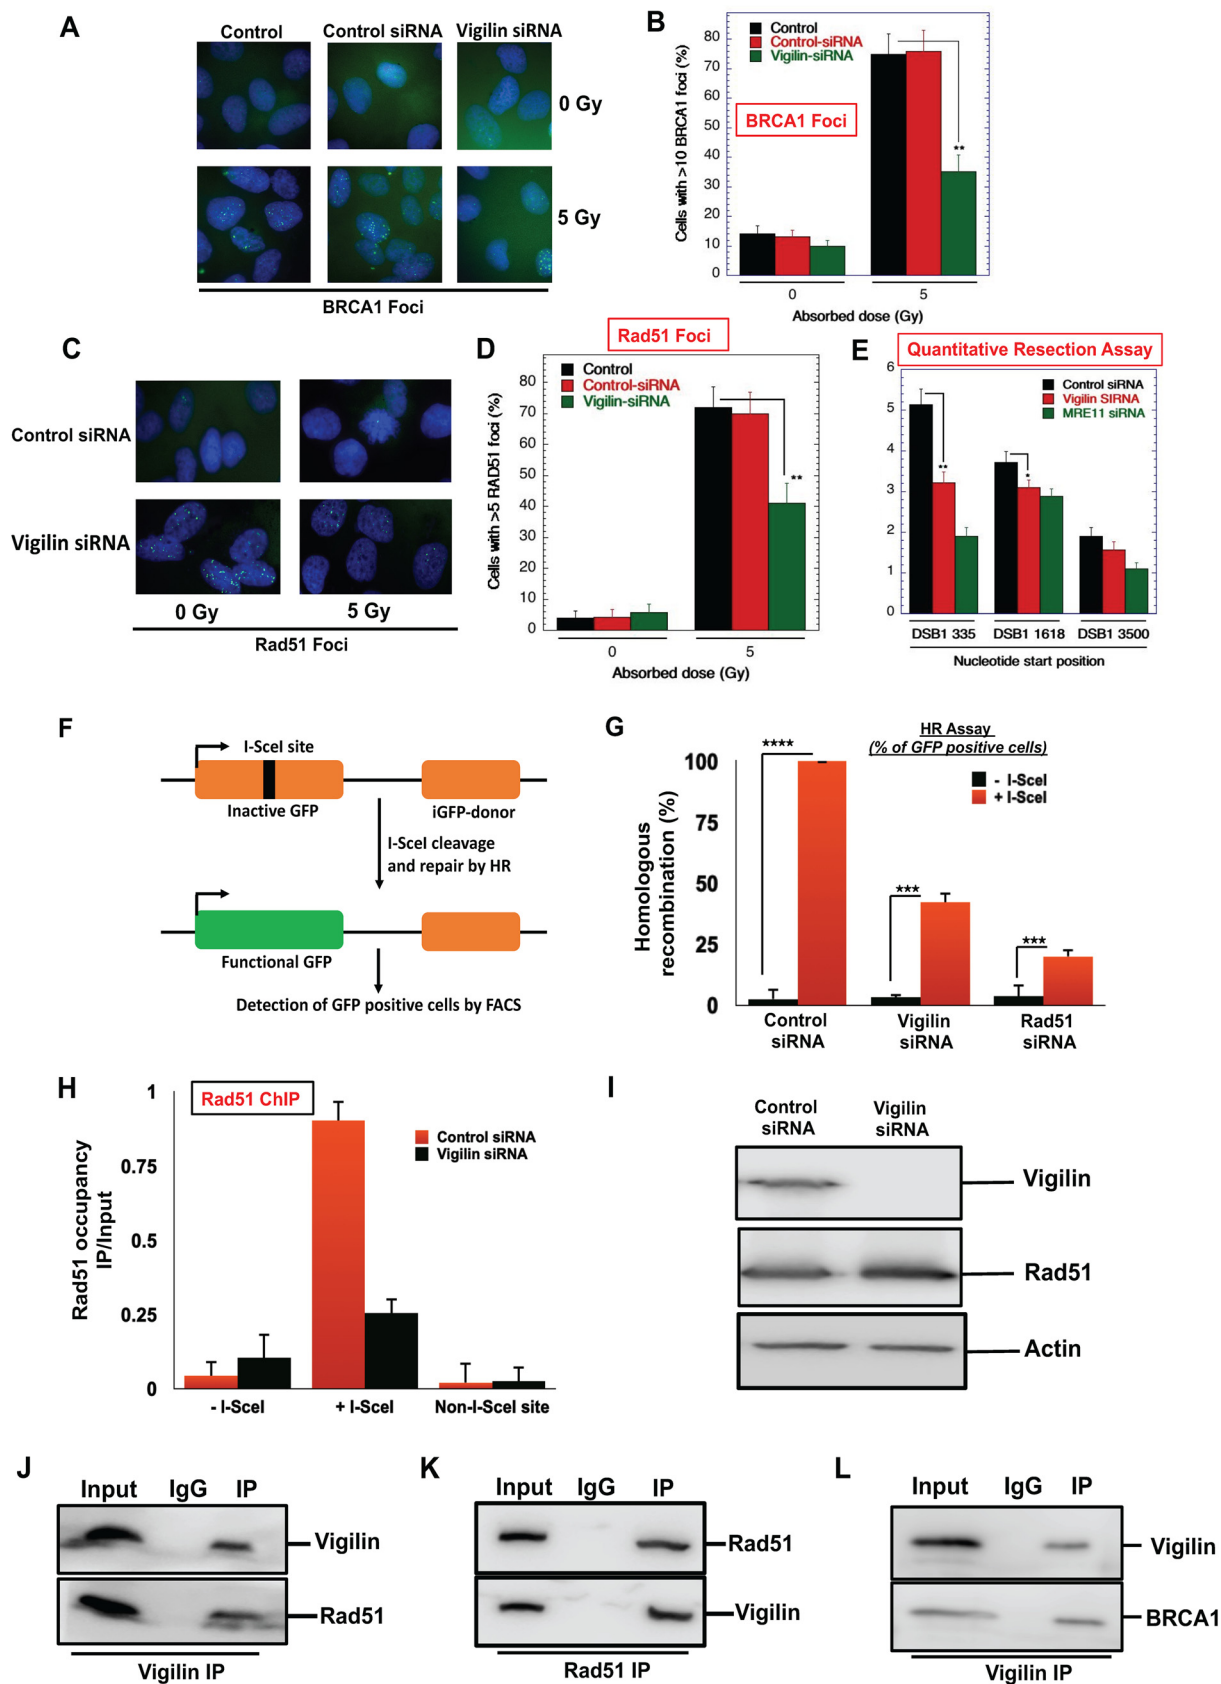 A
Control
Control siRNA
Vigilin siRNA
0 Gy
5 Gy
BRCA1 Foci
B
Control
Control-siRNA
Vigilin-siRNA
BRCA1 Foci
Cells with >10 BRCA1 foci (%)
80
70
60
50
40
30
20
10
0
**
0
5
Absorbed dose (Gy)
C
Control siRNA
Vigilin siRNA
0 Gy
5 Gy
Rad51 Foci
D
Rad51 Foci
Control
Control-siRNA
Vigilin-siRNA
Cells with >5 RAD51 foci (%)
80
70
60
50
40
30
20
10
0
**
0
5
Absorbed dose (Gy)
E
Quantitative Resection Assay
Control siRNA
Vigilin SIRNA
MRE11 siRNA
6
5
4
3
2
1
0
**
*
DSB1 335
DSB1 1618
DSB1 3500
Nucleotide start position
F
I-SceI site
Inactive GFP
iGFP-donor
I-SceI cleavage
and repair by HR
Functional GFP
Detection of GFP positive cells by FACS
G
HR Assay
(% of GFP positive cells)
- I-SceI
+ I-SceI
Homologous
recombination (%)
100
75
50
25
0
****
***
***
Control
siRNA
Vigilin
siRNA
Rad51
siRNA
H
Rad51 ChIP
Control siRNA
Vigilin siRNA
Rad51 occupancy
IP/Input
1
0.75
0.5
0.25
0
- I-SceI
+ I-SceI
Non-I-SceI site
I
Control
siRNA
Vigilin
siRNA
Vigilin
Rad51
Actin
J
Input
IgG
IP
Vigilin
Rad51
Vigilin IP
K
Input
IgG
IP
Rad51
Vigilin
Rad51 IP
L
Input
IgG
IP
Vigilin
BRCA1
Vigilin IP